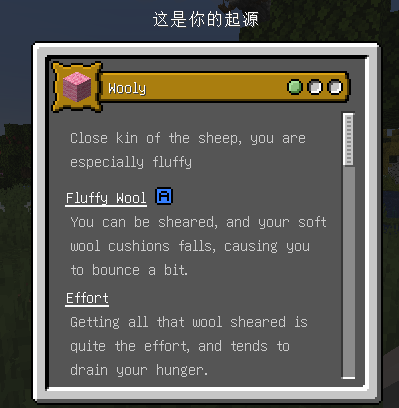 这是你的起源
Wooly
Close kin of the sheep, you are
especially fluffy
Fluffy Wool A
You can be sheared, and your soft
wool cushions falls, causing you
to bounce a bit.
Effort
Getting all that wool sheared is
quite the effort, and tends to
drain your hunger.